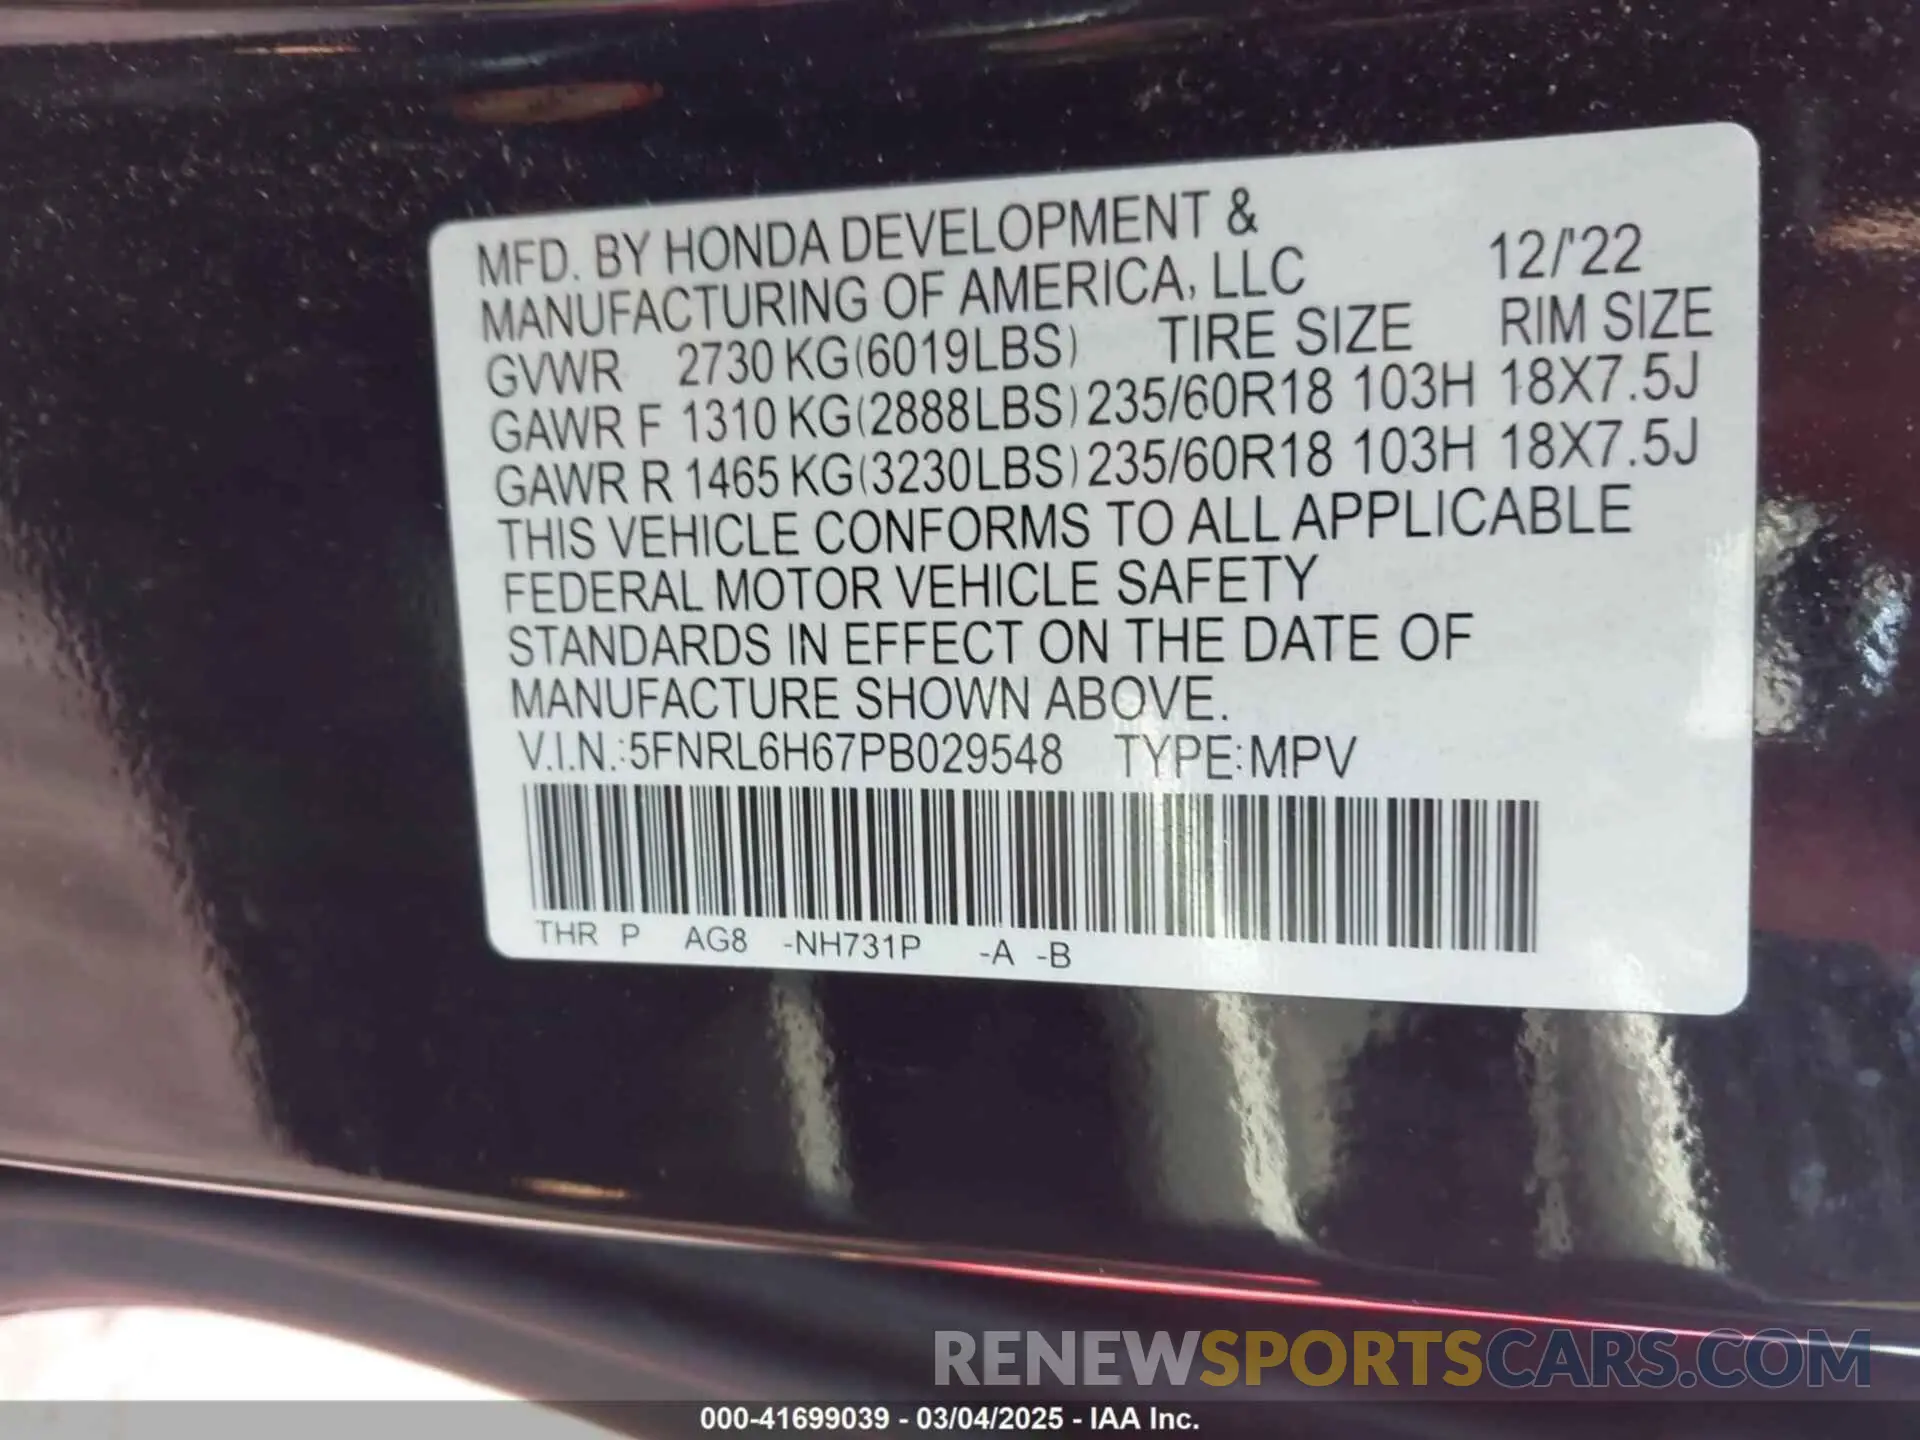 MFD. BY HONDA DEVELOPMENT &
MANUFACTURING OF AMERICA, LLC 12/'22
GVWR 2730 KG(6019LBS) TIRE SIZE RIM SIZE
GAWR F 1310 KG(2888LBS) 235/60R18 103H 18X7.5J
GAWR R 1465 KG(3230LBS) 235/60R18 103H 18X7.5J
THIS VEHICLE CONFORMS TO ALL APPLICABLE
FEDERAL MOTOR VEHICLE SAFETY
STANDARDS IN EFFECT ON THE DATE OF
MANUFACTURE SHOWN ABOVE.
V.I.N.:5FNRL6H67PB029548 TYPE:MPV
THR P AG8 -NH731P -A -B
RENEWSPORTSCARS.COM
000-41699039 - 03/04/2025 - IAA Inc.